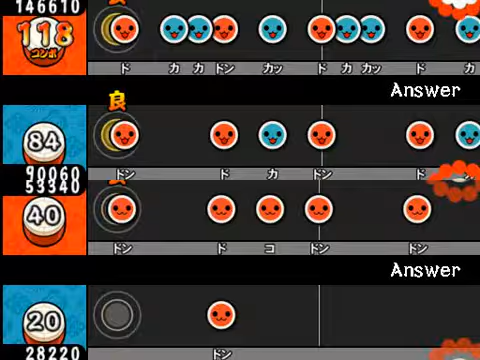 146610
良
118
コンボ
ド カ カ ドン カッ ド カ カッ ド カ
Answer
良
84
ドン ド カ ドン ド
90060
53340
40
ドン ド コ ドン ドン
Answer
20
28220
ドン